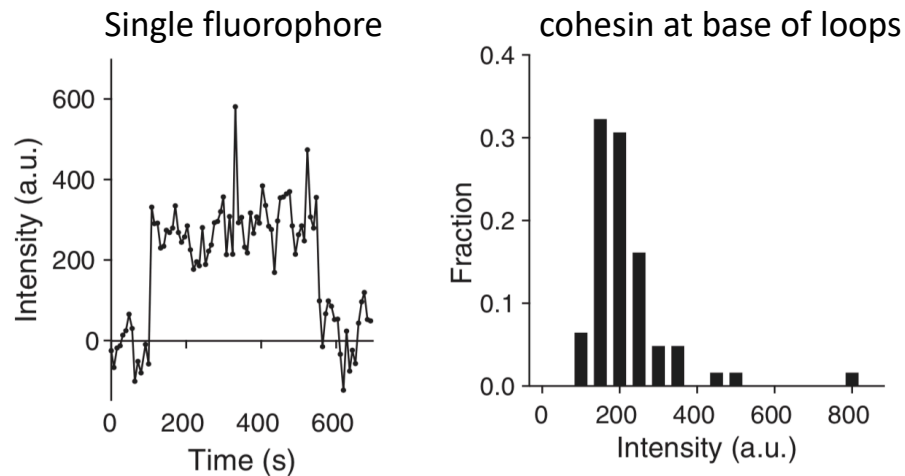 Single fluorophore
600
400
200
0
Intensity (a.u.)
0 200 400 600
Time (s)
cohesin at base of loops
0.4
0.3
0.2
0.1
0.0
Fraction
0 200 400 600 800
Intensity (a.u.)